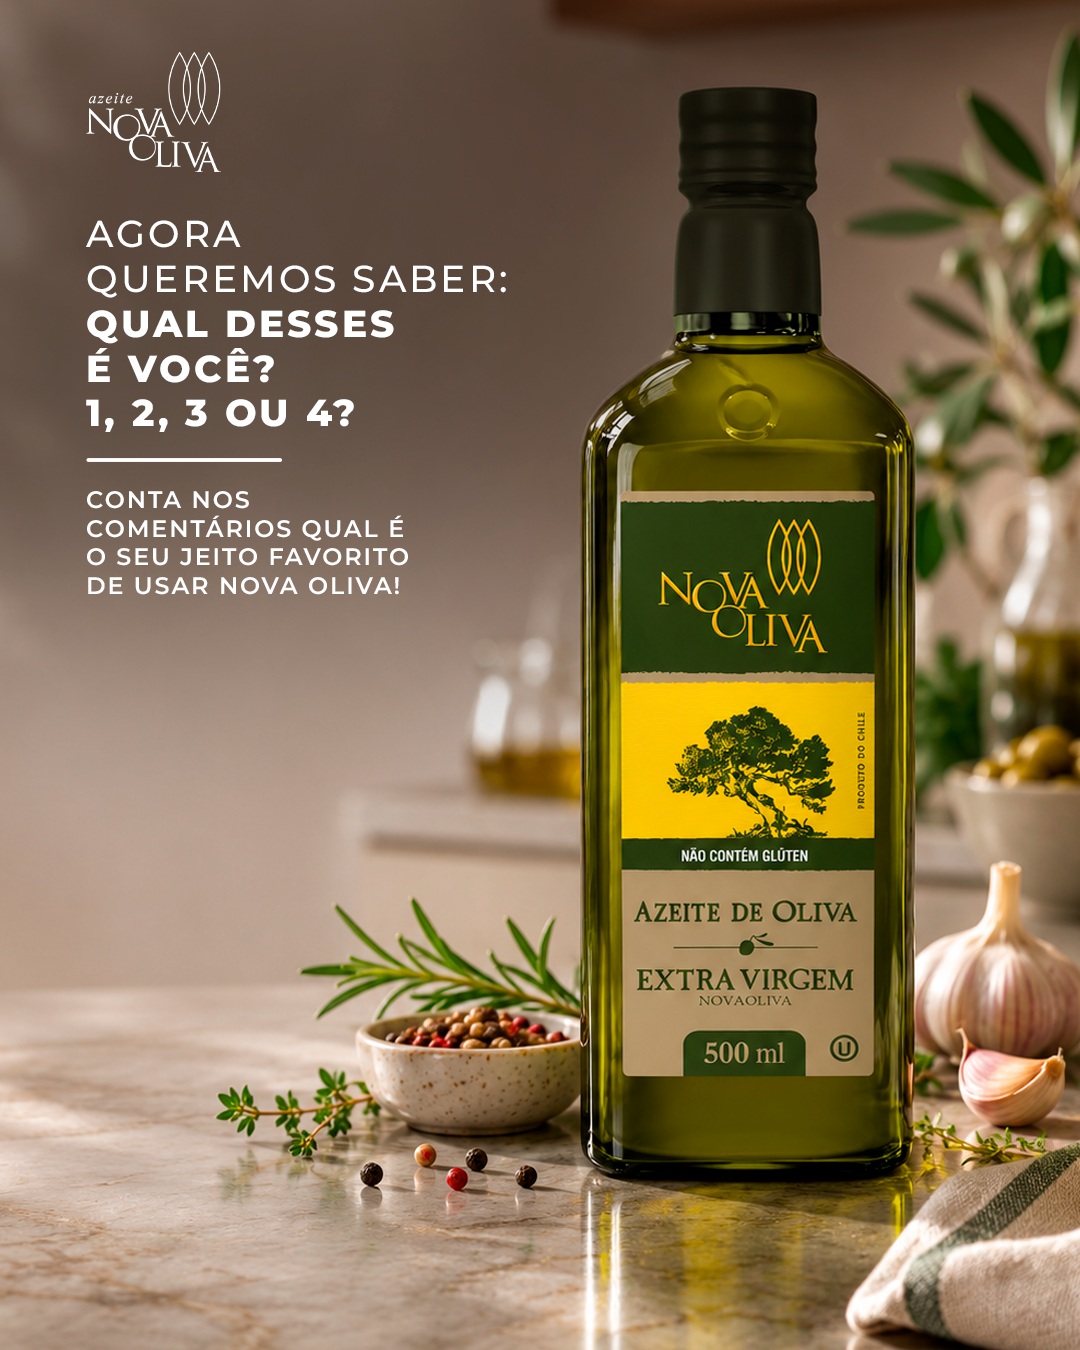 azeite
NOVA
OLIVA
AGORA
QUEREMOS SABER:
QUAL DESSES
É VOCÊ?
1, 2, 3 OU 4?
CONTA NOS
COMENTÁRIOS QUAL É
O SEU JEITO FAVORITO
DE USAR NOVA OLIVA!
NOVA
OLIVA
PRODUTO DO CHILE
NÃO CONTÉM GLÚTEN
AZEITE DE OLIVA
EXTRA VIRGEM
NOVAOLIVA
500 ml
U